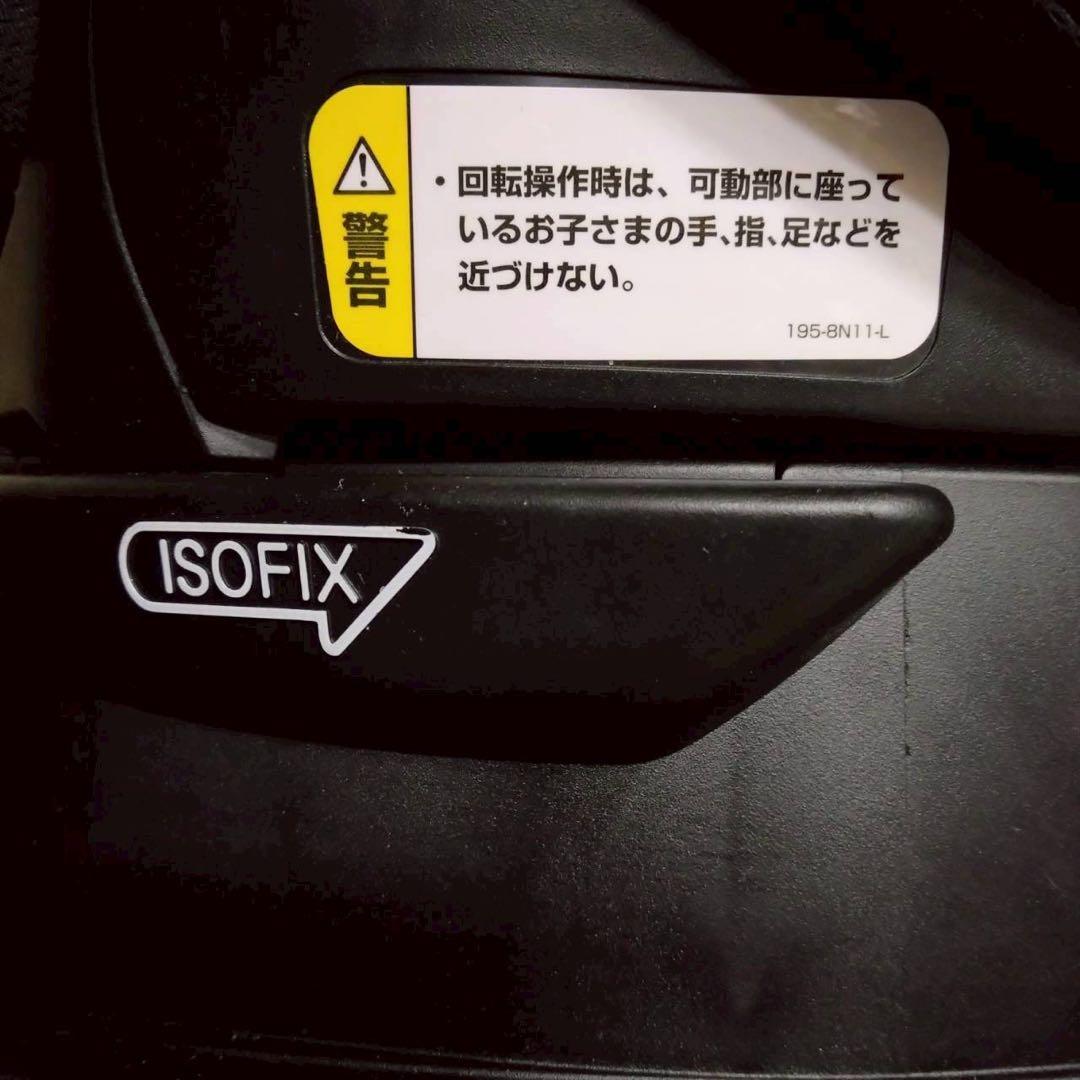 警告
・回転操作時は、可動部に座って
いるお子さまの手、指、足などを
近づけない。
195-8N11-L
ISOFIX